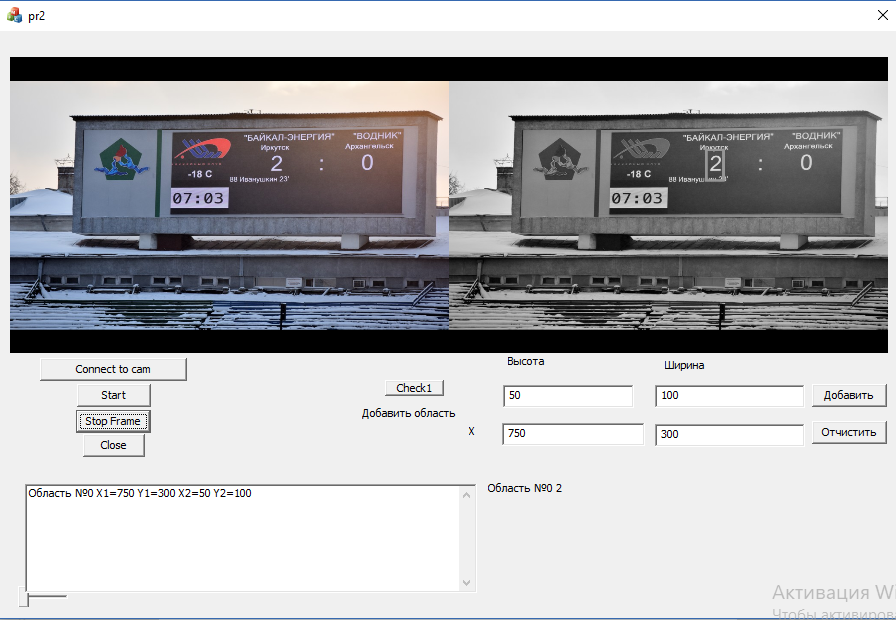 pr2
"БАЙКАЛ-ЭНЕРГИЯ" "ВОДНИК"
Иркутск Архангельск
2 : 0
-18 C
88 Иванушкин 23'
07:03
"БАЙКАЛ-ЭНЕРГИЯ" "ВОДНИК"
Иркутск Архангельск
2 : 0
-18 C
88 Иванушкин 23'
07:03
Connect to cam
Start
Stop Frame
Close
Check1
Добавить область
Высота Ширина
50 100 Добавить
X 750 300 Отчистить
Область №0 X1=750 Y1=300 X2=50 Y2=100
Область №0 2
Активация W
Чтобы активирова